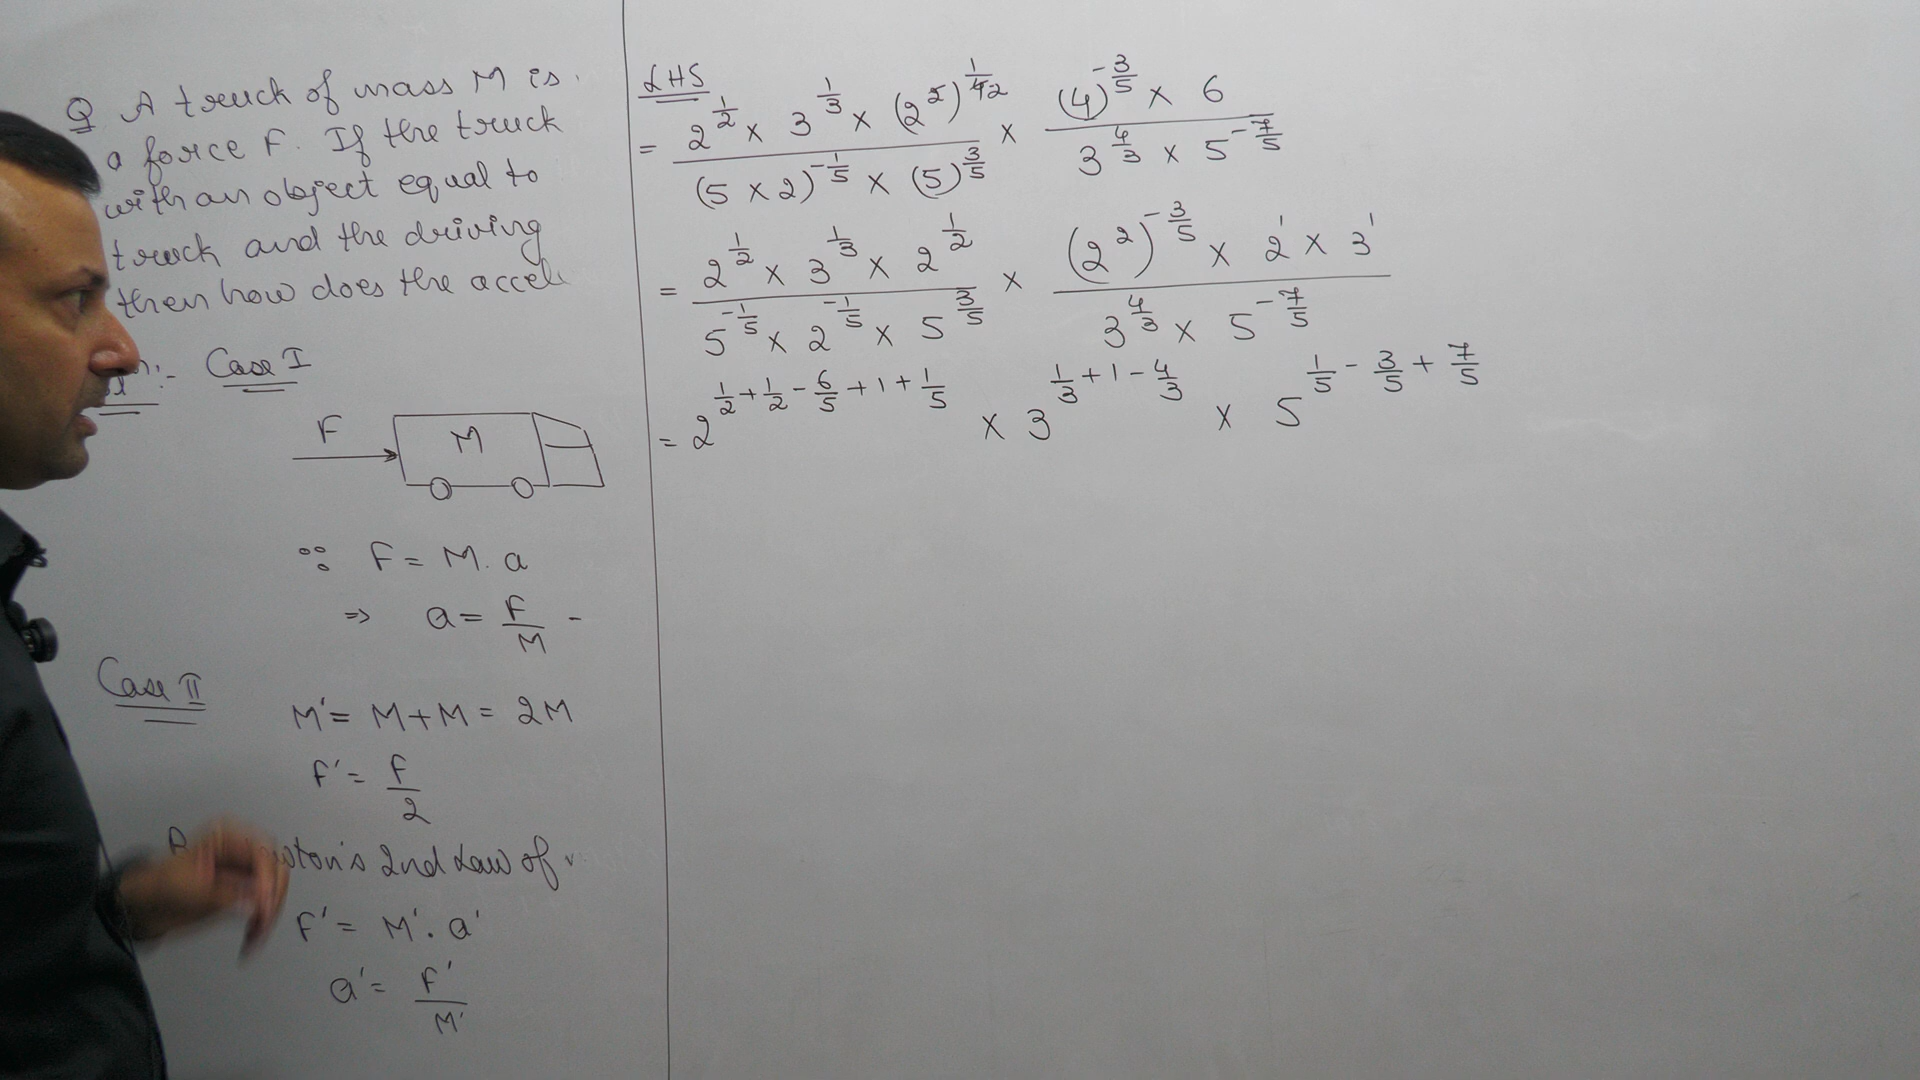 Q A truck of mass M is
a force F. If the truck
with an object equal to
truck and the driving
then how does the accel
Case I
F
M
∵ F = M. a
⇒ a = F/M -
Case II
M' = M + M = 2M
F' = F/2
2nd Law of
F' = M' . a'
a' = F'/M'
LHS
= (2^(1/2) × 3^(1/3) × (2^2)^(1/42)) / ((5 × 2)^(-1/5) × (5)^(3/5)) × ((4)^(-3/5) × 6) / (3^(4/3) × 5^(-7/5))
= (2^(1/2) × 3^(1/3) × 2^(1/2)) / (5^(-1/5) × 2^(-1/5) × 5^(3/5)) × ((2^2)^(-3/5) × 2^1 × 3^1) / (3^(4/3) × 5^(-7/5))
= 2^(1/2 + 1/2 - 6/5 + 1 + 1/5) × 3^(1/3 + 1 - 4/3) × 5^(1/5 - 3/5 + 7/5)